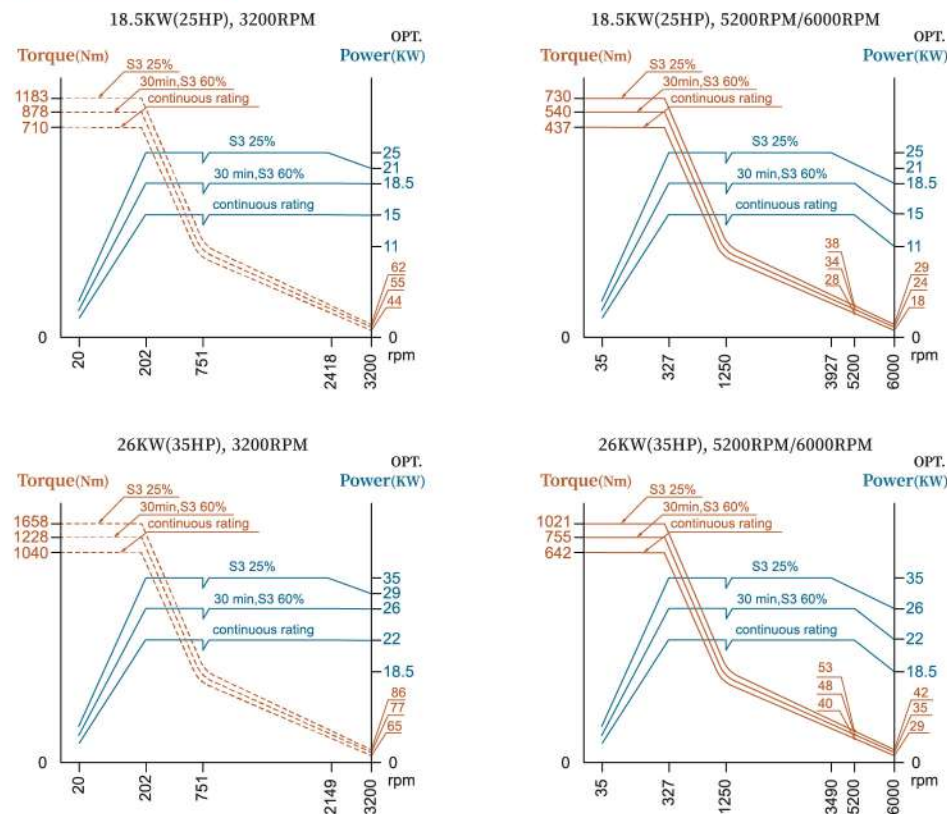 18.5KW(25HP), 3200RPM
OPT.
Torque(Nm)
Power(KW)
S3 25%
30min,S3 60%
continuous rating
1183
878
710
S3 25%
30 min,S3 60%
continuous rating
25
21
18.5
15
11
62
55
44
0
0
rpm
20
202
751
2418
3200
18.5KW(25HP), 5200RPM/6000RPM
OPT.
Torque(Nm)
Power(KW)
S3 25%
30min,S3 60%
continuous rating
730
540
437
S3 25%
30 min,S3 60%
continuous rating
25
21
18.5
15
11
38
34
28
29
24
18
0
0
rpm
35
327
1250
3927
5200
6000
26KW(35HP), 3200RPM
OPT.
Torque(Nm)
Power(KW)
S3 25%
30min,S3 60%
continuous rating
1658
1228
1040
S3 25%
30 min,S3 60%
continuous rating
35
29
26
22
18.5
86
77
65
0
0
rpm
20
202
751
2149
3200
26KW(35HP), 5200RPM/6000RPM
OPT.
Torque(Nm)
Power(KW)
S3 25%
30min,S3 60%
continuous rating
1021
755
642
S3 25%
30 min,S3 60%
continuous rating
35
26
22
18.5
53
48
40
42
35
29
0
0
rpm
35
327
1250
3490
5200
6000